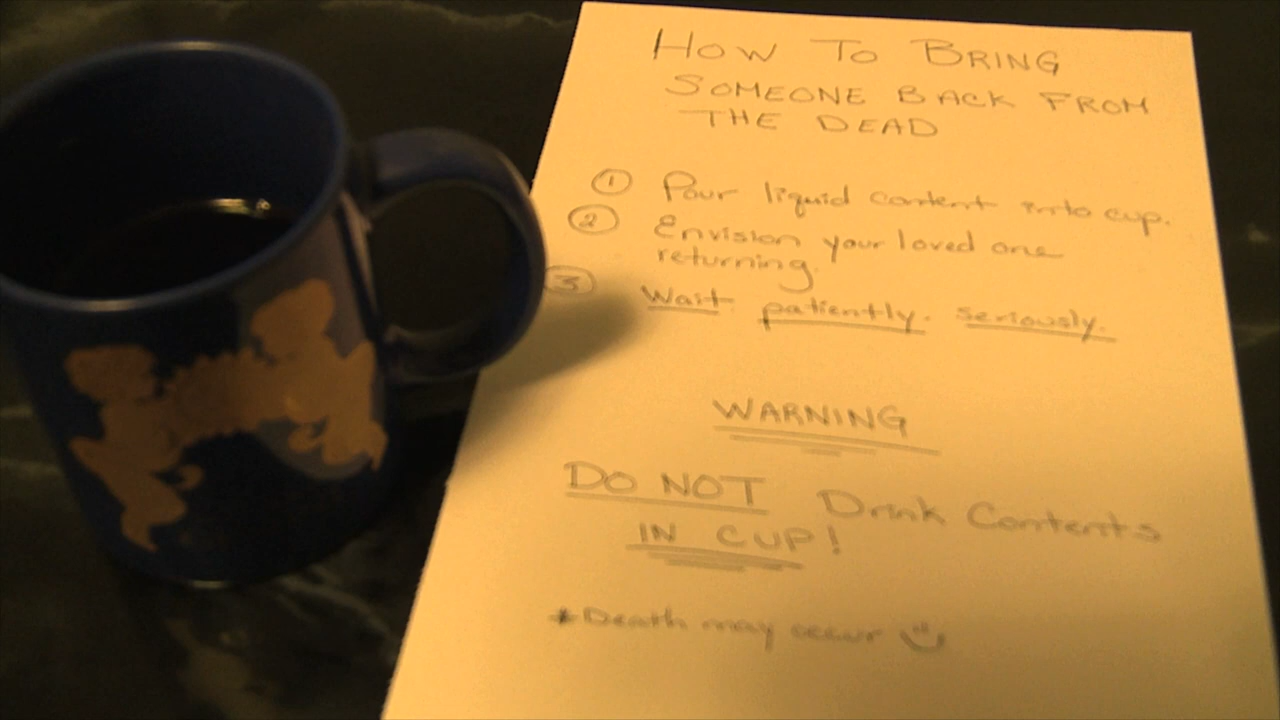 HOW TO BRING
SOMEONE BACK FROM
THE DEAD
① Pour liquid content into cup.
② Envision your loved one
returning.
③ Wait. patiently. seriously.
WARNING
DO NOT Drink Contents
IN CUP!
*Death may occur